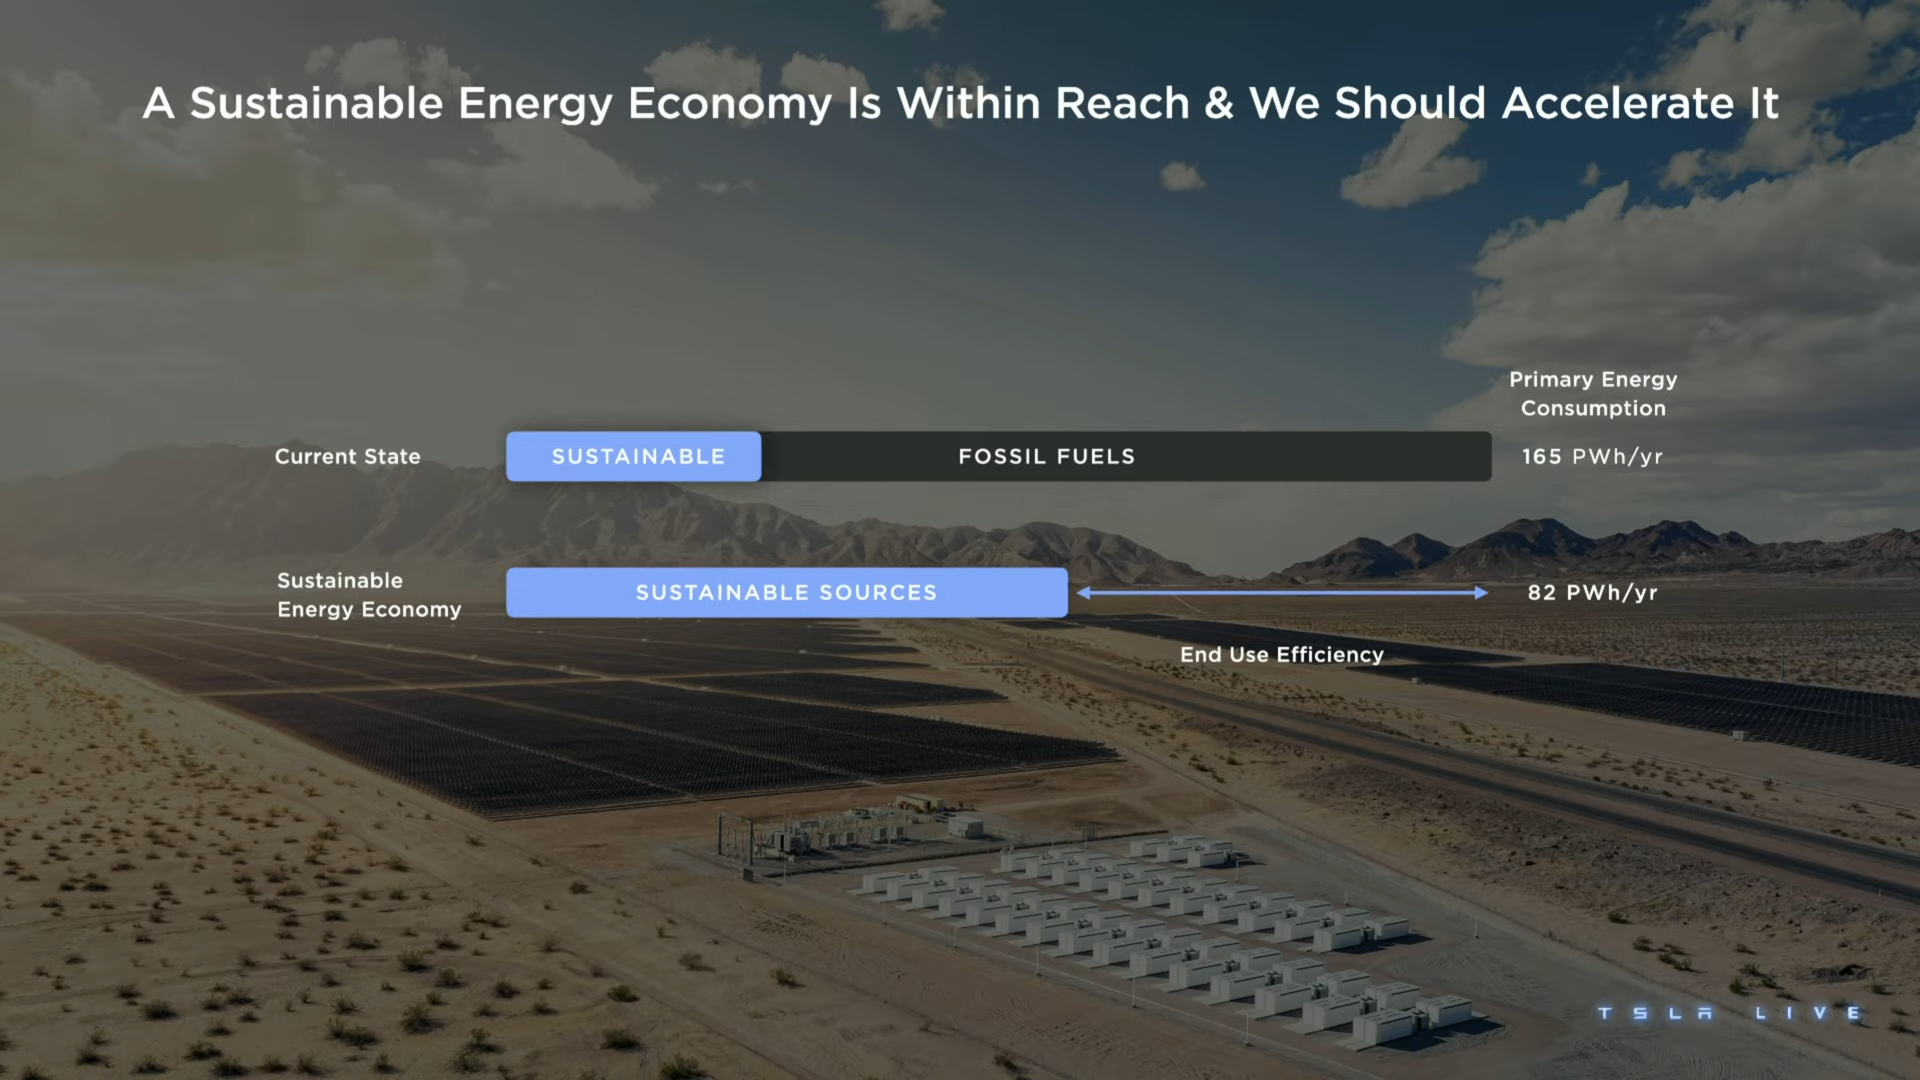 A Sustainable Energy Economy Is Within Reach & We Should Accelerate It
Primary Energy
Consumption
Current State
SUSTAINABLE
FOSSIL FUELS
165 PWh/yr
Sustainable
Energy Economy
SUSTAINABLE SOURCES
82 PWh/yr
End Use Efficiency
TSLA LIVE